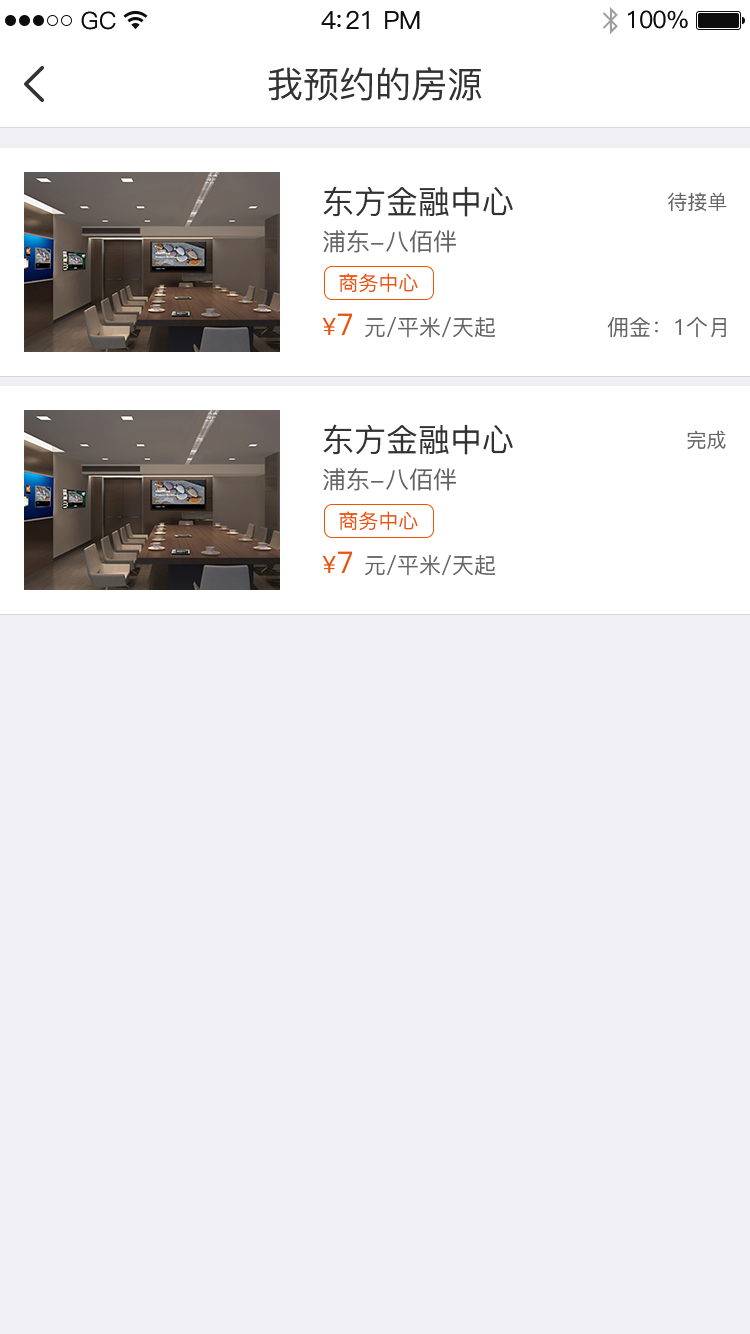 GC 4:21 PM 100%
我预约的房源
东方金融中心 待接单
浦东-八佰伴
商务中心
¥7 元/平米/天起 佣金：1个月
东方金融中心 完成
浦东-八佰伴
商务中心
¥7 元/平米/天起